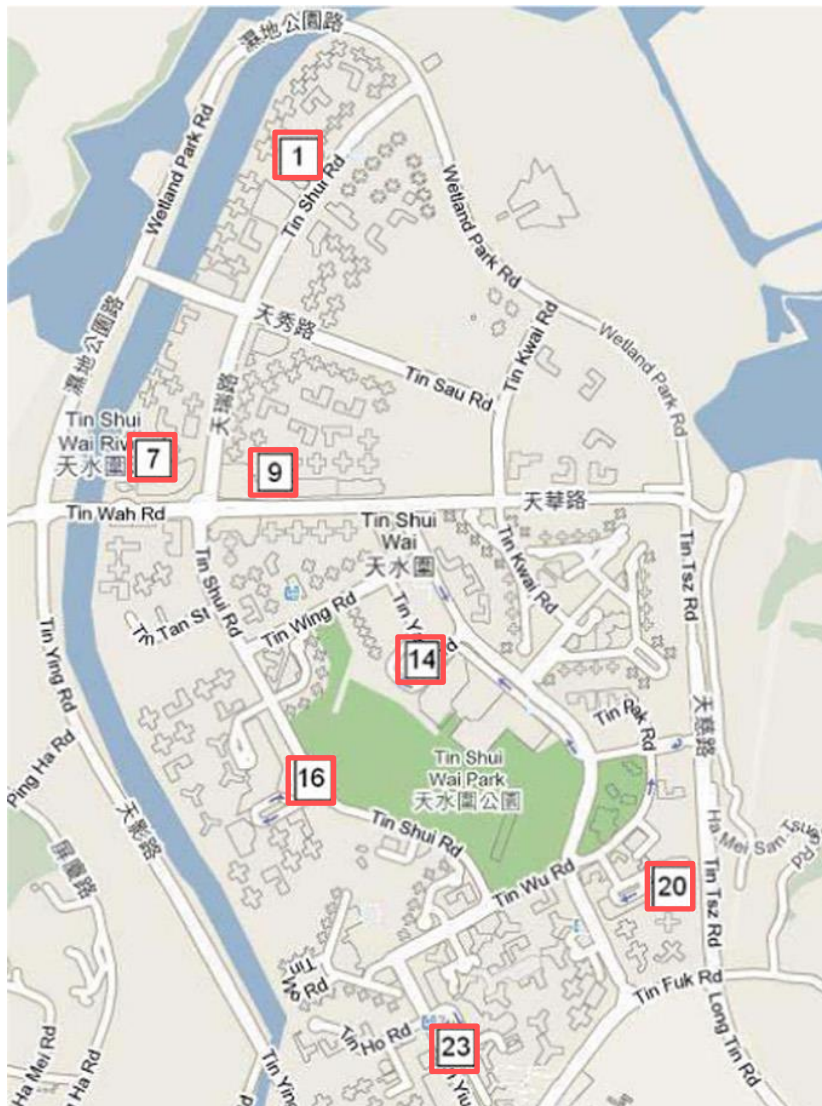 濕地公園路
Wetland Park Rd
1
Tin Shui Rd
Wetland Park Rd
濕地公園路
天秀路
Tin Kwai Rd
Wetland Park Rd
Tin Sau Rd
天瑞路
Tin Shui
Wai River
天水圍
7
9
天華路
Tin Wah Rd
Tin Shui
Wai
天水圍
Tin Kwai Rd
Tin Tsz Rd
Tin Shui Rd
Tin Wing Rd
Tan St
14
Rd
Tin Ying Rd
Tin Pak Rd
天慈路
Ping Ha Rd
Tin Shui
Wai Park
天水圍公園
16
天影路
Tin Shui Rd
Ha Mei San Tsuen Rd
屏廈路
Tin Wu Rd
20
Tin Tsz Rd
Tin
Wo Rd
Tin Fuk Rd
Tin Ho Rd
23
Long Tin Rd
Ha Mei Rd
Ha Rd
Tin Ying
Tin Yiu